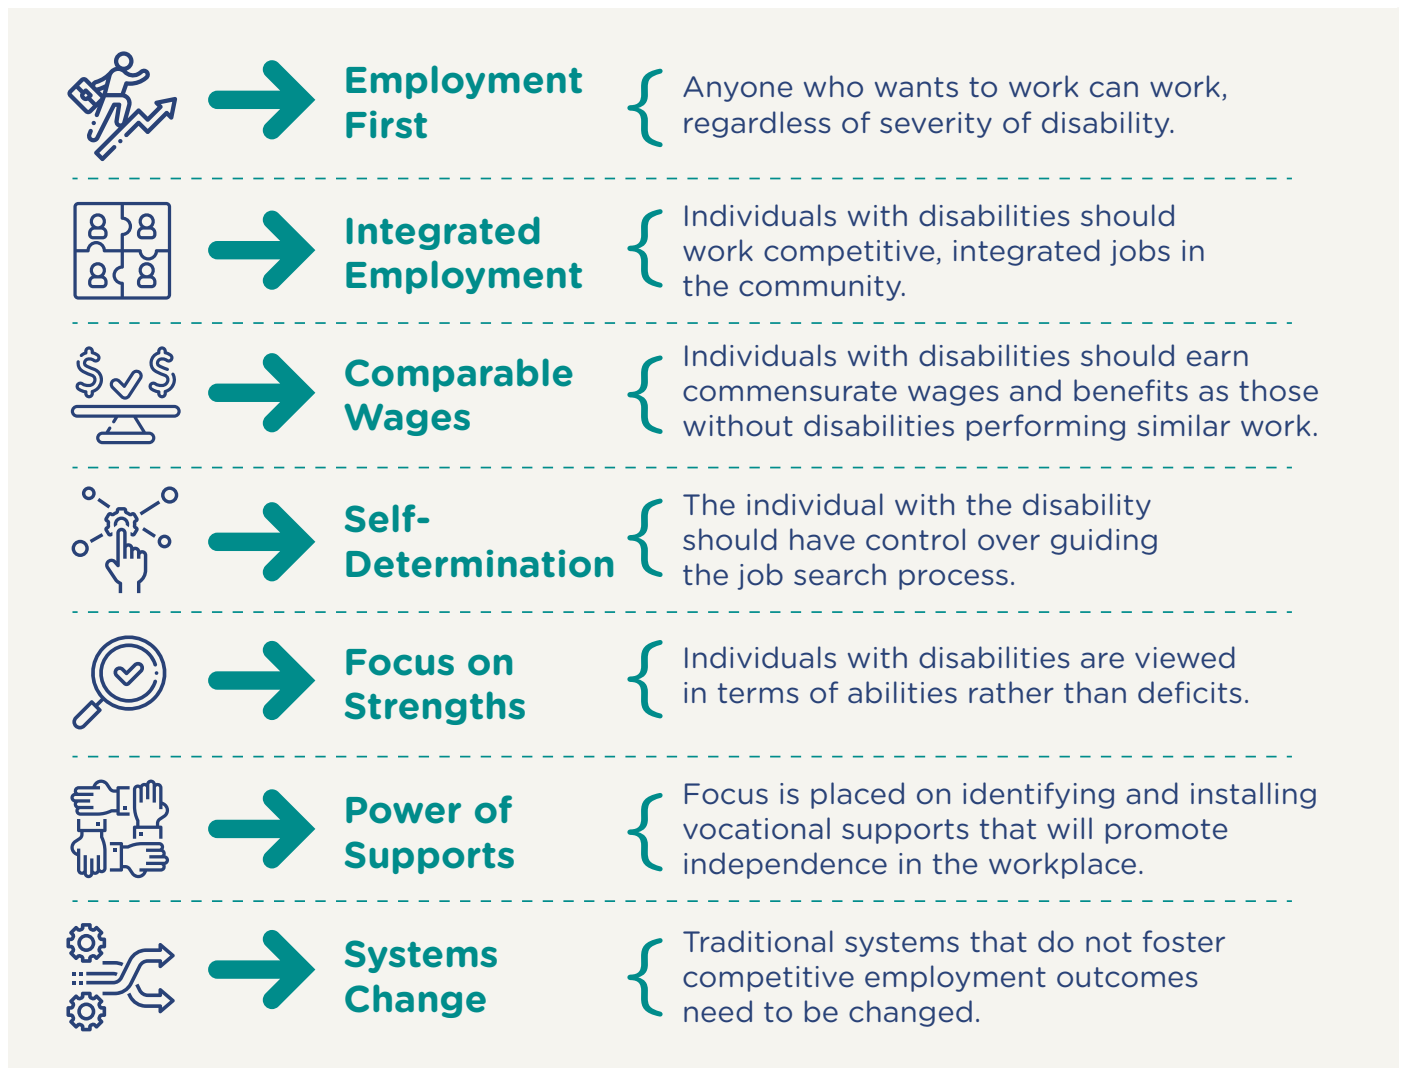 Employment
First
Anyone who wants to work can work,
regardless of severity of disability.
Integrated
Employment
Individuals with disabilities should
work competitive, integrated jobs in
the community.
Comparable
Wages
Individuals with disabilities should earn
commensurate wages and benefits as those
without disabilities performing similar work.
Self-
Determination
The individual with the disability
should have control over guiding
the job search process.
Focus on
Strengths
Individuals with disabilities are viewed
in terms of abilities rather than deficits.
Power of
Supports
Focus is placed on identifying and installing
vocational supports that will promote
independence in the workplace.
Systems
Change
Traditional systems that do not foster
competitive employment outcomes
need to be changed.